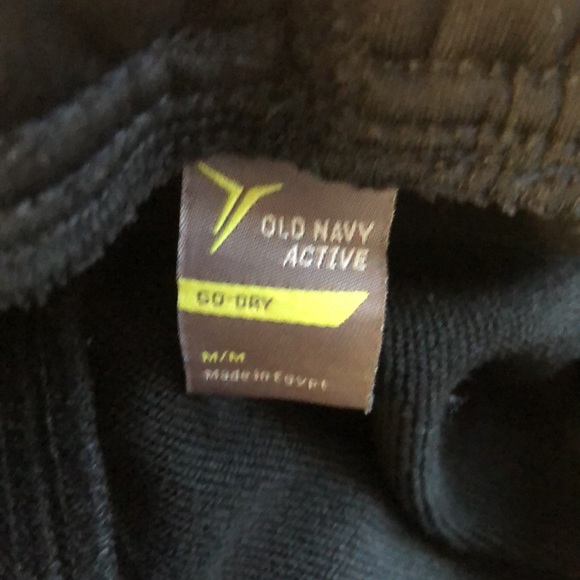 OLD NAVY
ACTIVE
GO-DRY
M/M
Made in Egypt